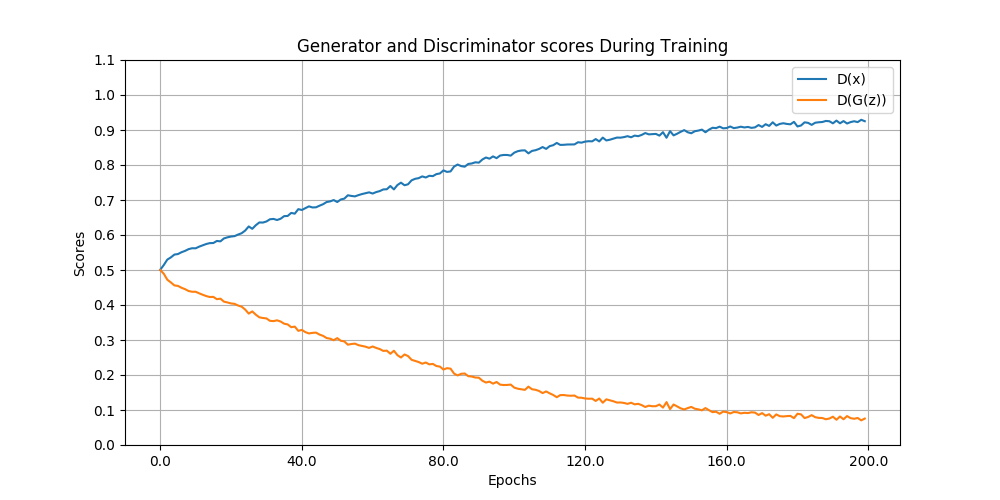 Generator and Discriminator scores During Training
1.1
1.0
0.9
0.8
0.7
0.6
0.5
0.4
0.3
0.2
0.1
0.0
Scores
D(x)
D(G(z))
0.0 40.0 80.0 120.0 160.0 200.0
Epochs